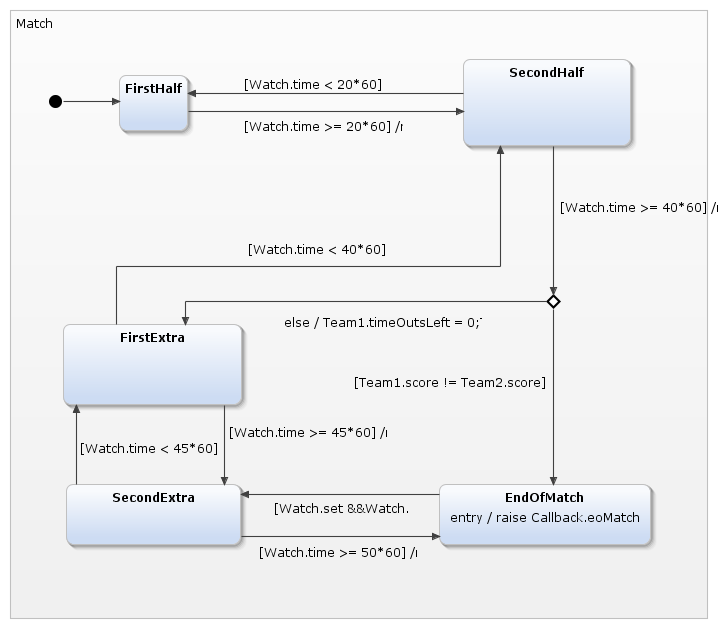 Match
FirstHalf
SecondHalf
[Watch.time < 20*60]
[Watch.time >= 20*60] /
[Watch.time >= 40*60] /
[Watch.time < 40*60]
else / Team1.timeOutsLeft = 0;
FirstExtra
[Team1.score != Team2.score]
[Watch.time >= 45*60] /
[Watch.time < 45*60]
SecondExtra
EndOfMatch
entry / raise Callback.eoMatch
[Watch.set &&Watch.
[Watch.time >= 50*60] /